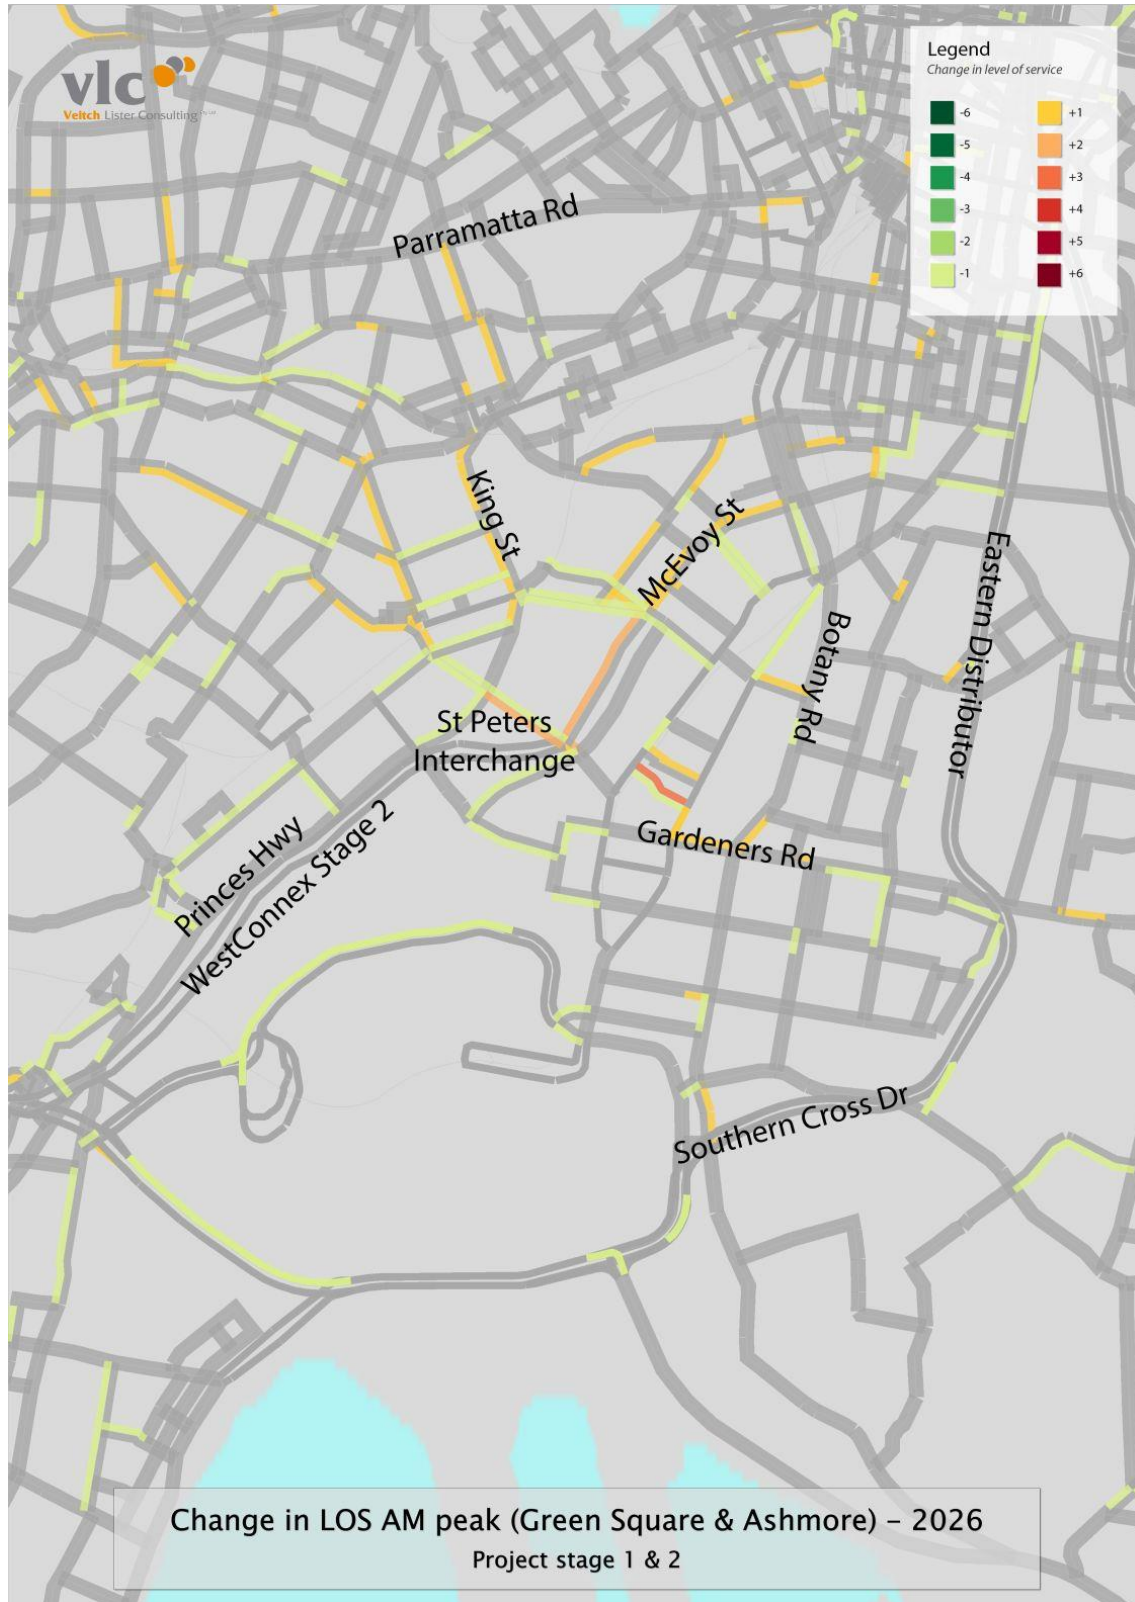 Legend
Change in level of service
-6 +1
-5 +2
-4 +3
-3 +4
-2 +5
-1 +6
vlc
Veitch Lister Consulting
Parramatta Rd
King St
McEvoy St
Eastern Distributor
Botany Rd
St Peters
Interchange
Gardeners Rd
Princes Hwy
WestConnex Stage 2
Southern Cross Dr
Change in LOS AM peak (Green Square & Ashmore) – 2026
Project stage 1 & 2